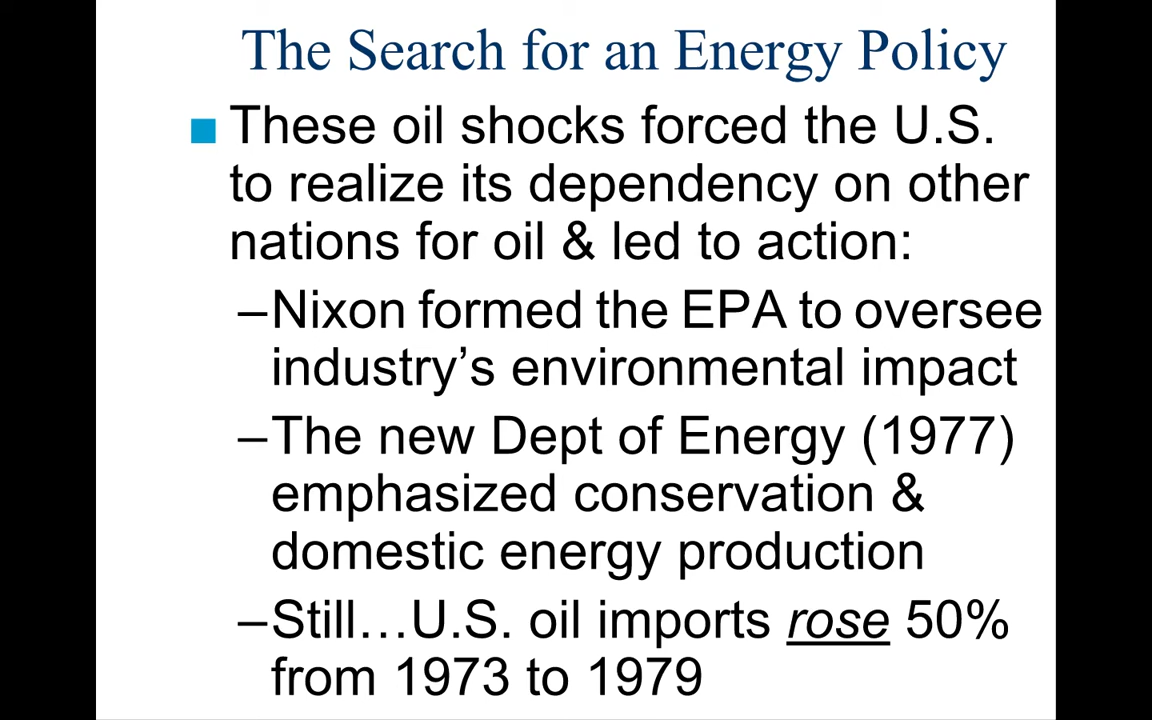 The Search for an Energy Policy
These oil shocks forced the U.S.
to realize its dependency on other
nations for oil & led to action:
–Nixon formed the EPA to oversee
industry’s environmental impact
–The new Dept of Energy (1977)
emphasized conservation &
domestic energy production
–Still…U.S. oil imports rose 50%
from 1973 to 1979